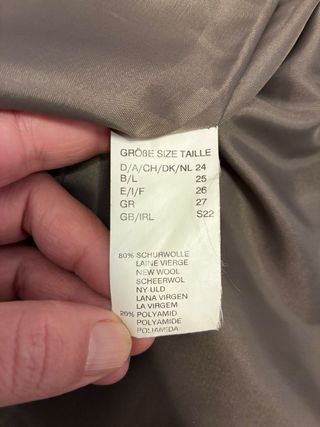 GRÖßE SIZE TAILLE
D/A/CH/DK/NL 24
B/L 25
E/I/F 26
GR 27
GB/IRL S22
80% SCHURWOLLE
LAINE VIERGE
NEW WOOL
SCHEERWOL
NY ULD
LANA VIRGEN
LA VIRGEM
20% POLYAMID
POLYAMIDE
POLIAMIDA